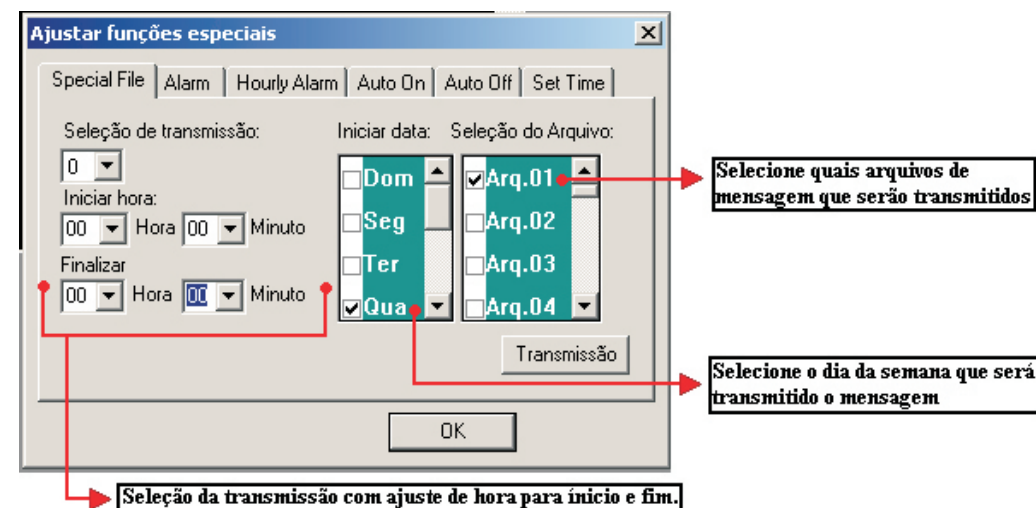 Ajustar funções especiais
Special File Alarm Hourly Alarm Auto On Auto Off Set Time
Seleção de transmissão: Iniciar data: Seleção do Arquivo:
0
Dom Arq.01
Iniciar hora:
00 Hora 00 Minuto
Seg Arq.02
Finalizar
Ter Arq.03
00 Hora 00 Minuto
Qua Arq.04
Transmissão
OK
Selecione quais arquivos de
mensagem que serão transmitidos
Selecione o dia da semana que será
transmitido o mensagem
Seleção da transmissão com ajuste de hora para ínicio e fim.